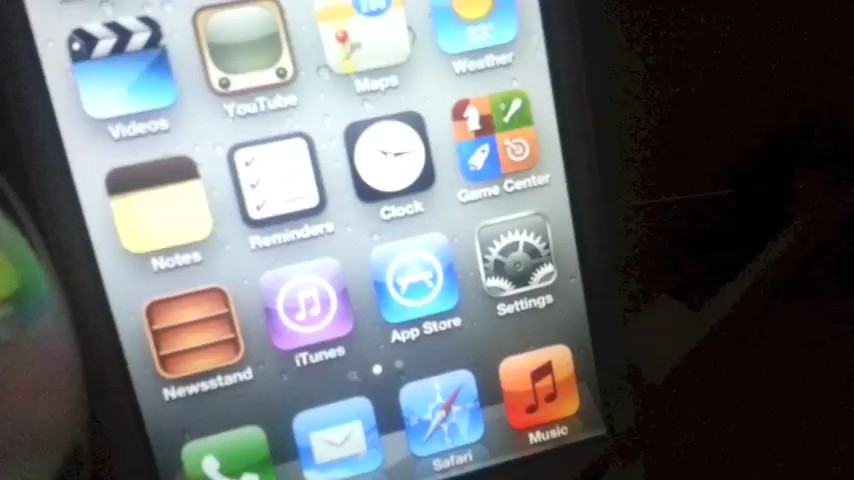 Videos
YouTube
Maps
Weather
Notes
Reminders
Clock
Game Center
Newsstand
iTunes
App Store
Settings
Safari
Music